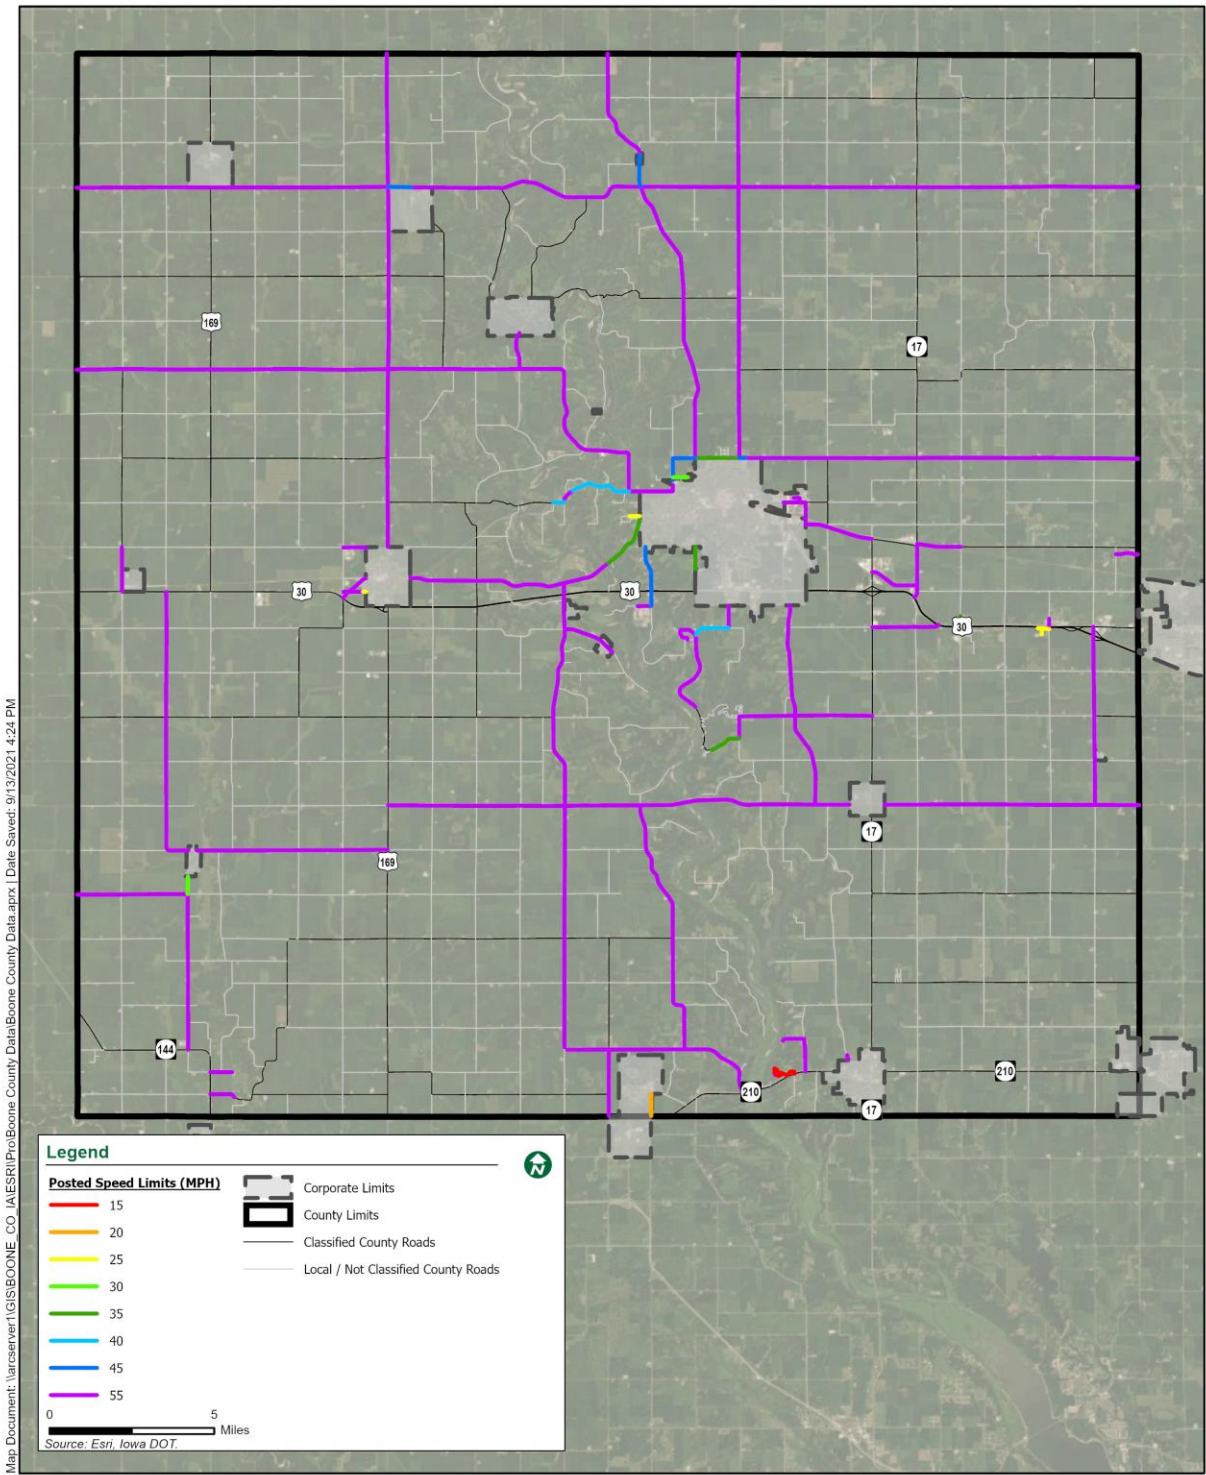 169
17
30
30
30
17
169
144
210
210
17
Legend
Posted Speed Limits (MPH)
15
20
25
30
35
40
45
55
Corporate Limits
County Limits
Classified County Roads
Local / Not Classified County Roads
N
0 5
Miles
Source: Esri, Iowa DOT.
Map Document: \\arcserver1\GIS\BOONE_CO_IA\ESRI\Pro\Boone County Data\Boone County Data.aprx | Date Saved: 9/13/2021 4:24 PM